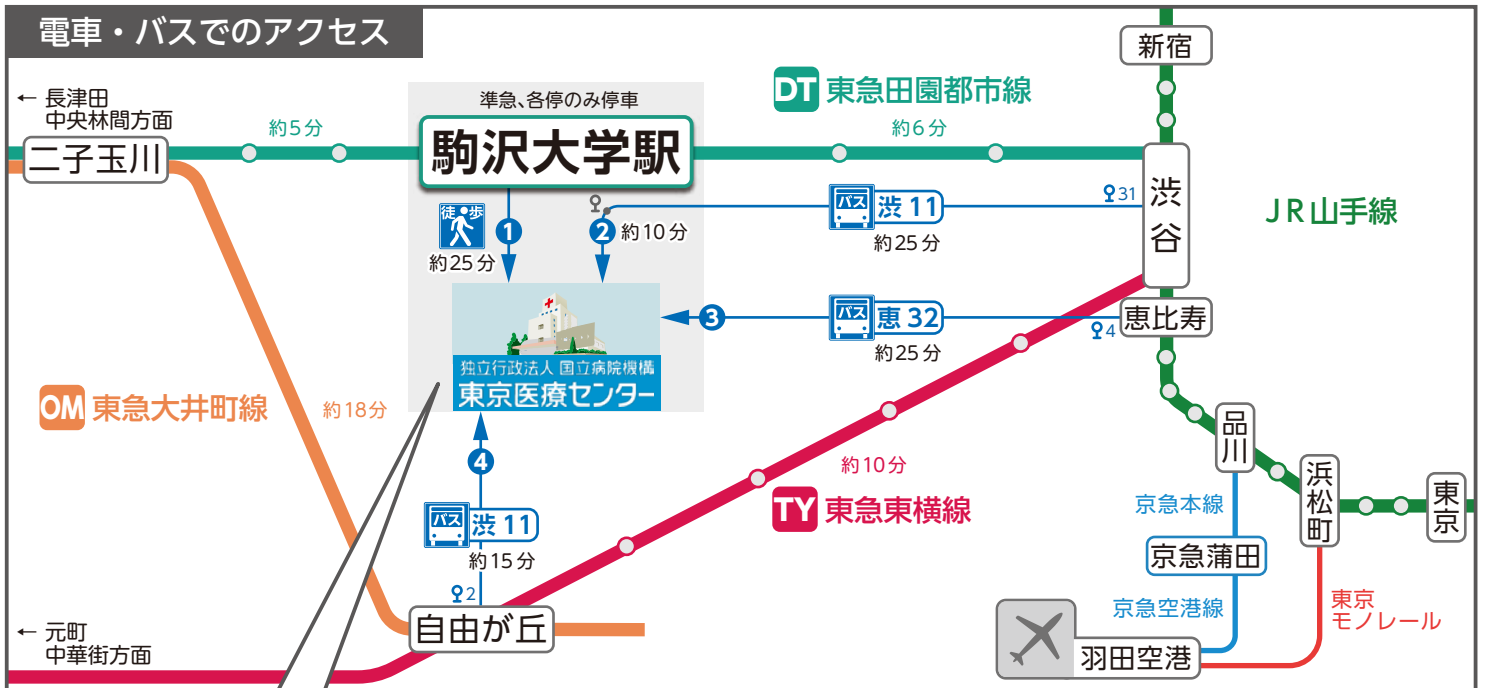 電車・バスでのアクセス
新宿
← 長津田
中央林間方面
準急、各停のみ停車
DT 東急田園都市線
約5分
約6分
二子玉川
駒沢大学駅
渋谷
JR山手線
徒歩
1
約25分
2
約10分
バス
渋 11
約25分
31
3
バス
恵 32
約25分
4
恵比寿
独立行政法人 国立病院機構
東京医療センター
OM 東急大井町線
約18分
4
約10分
TY 東急東横線
バス
渋 11
約15分
2
自由が丘
← 元町
中華街方面
品川
浜松町
東京
京急本線
京急蒲田
京急空港線
東京
モノレール
羽田空港